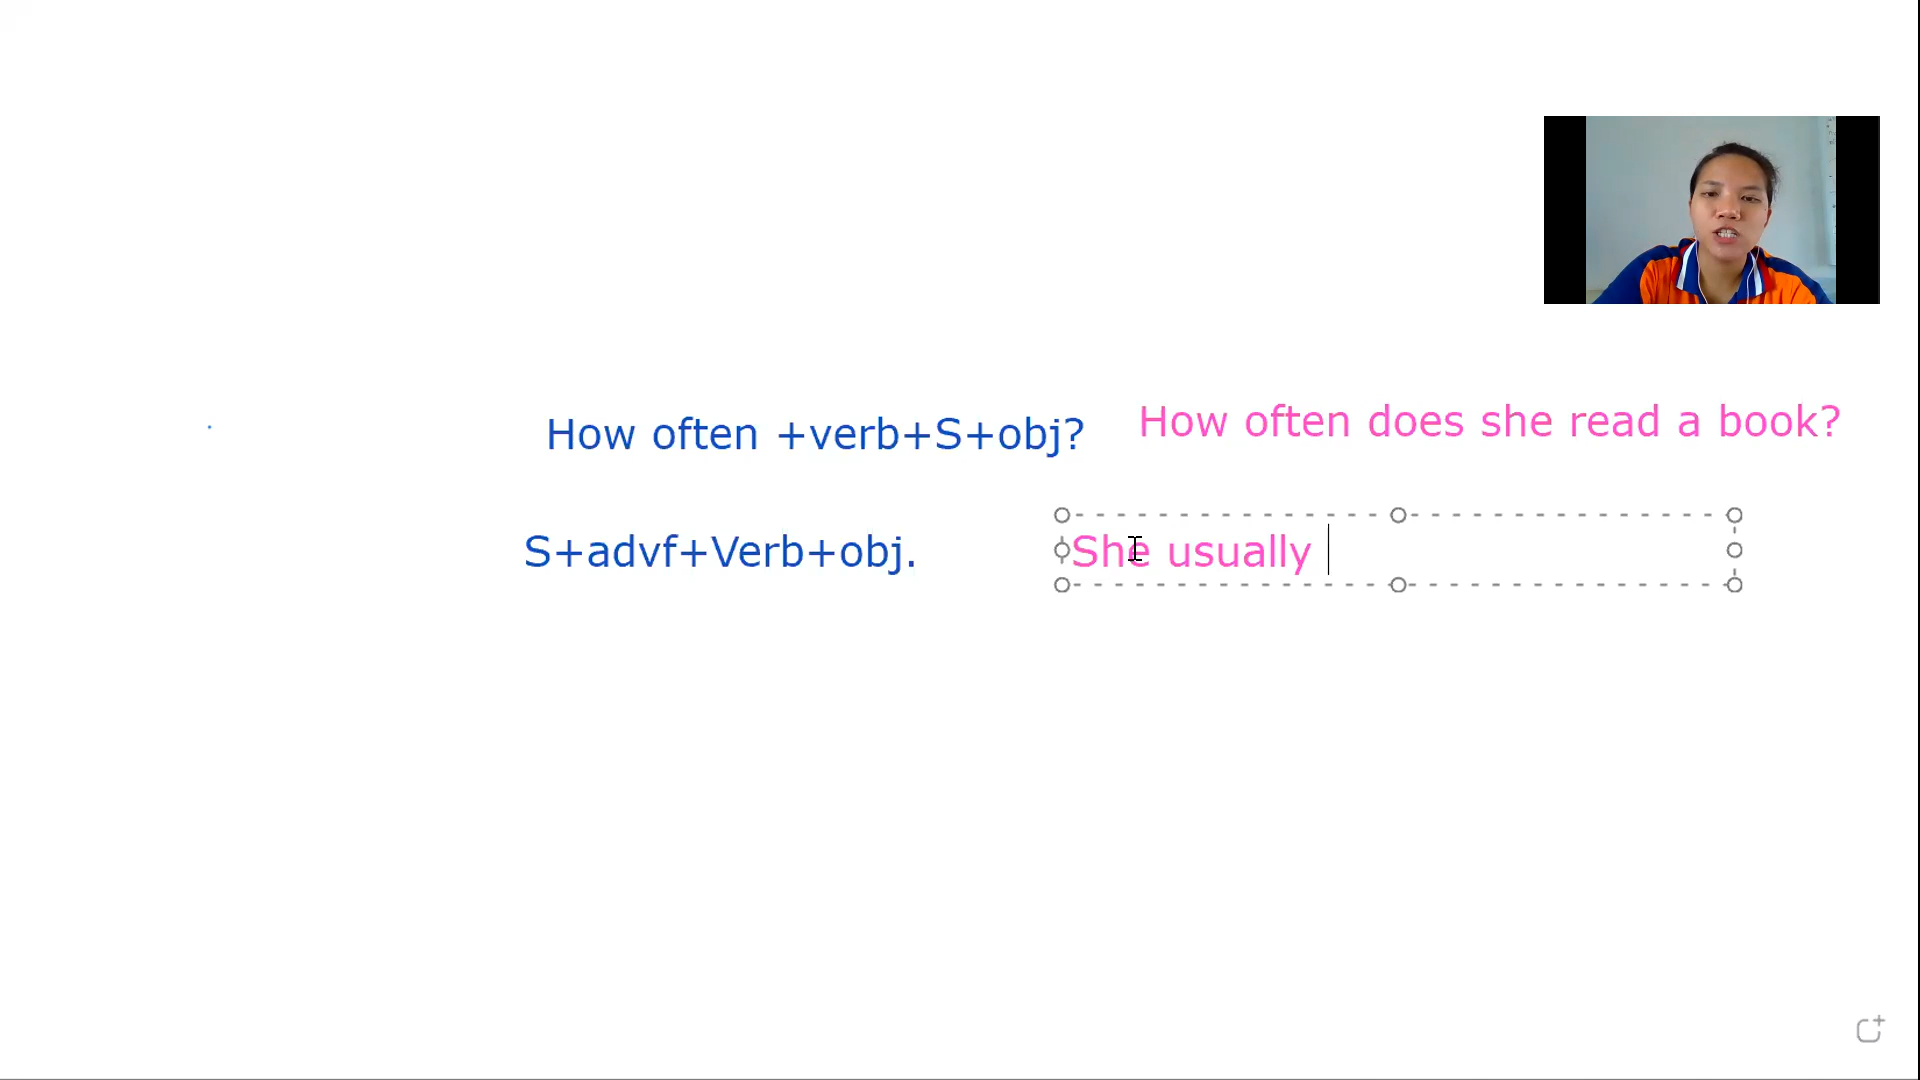 How often +verb+S+obj?
How often does she read a book?
S+advf+Verb+obj.
She usually